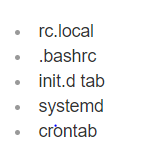 rc.local
.bashrc
init.d tab
systemd
crontab